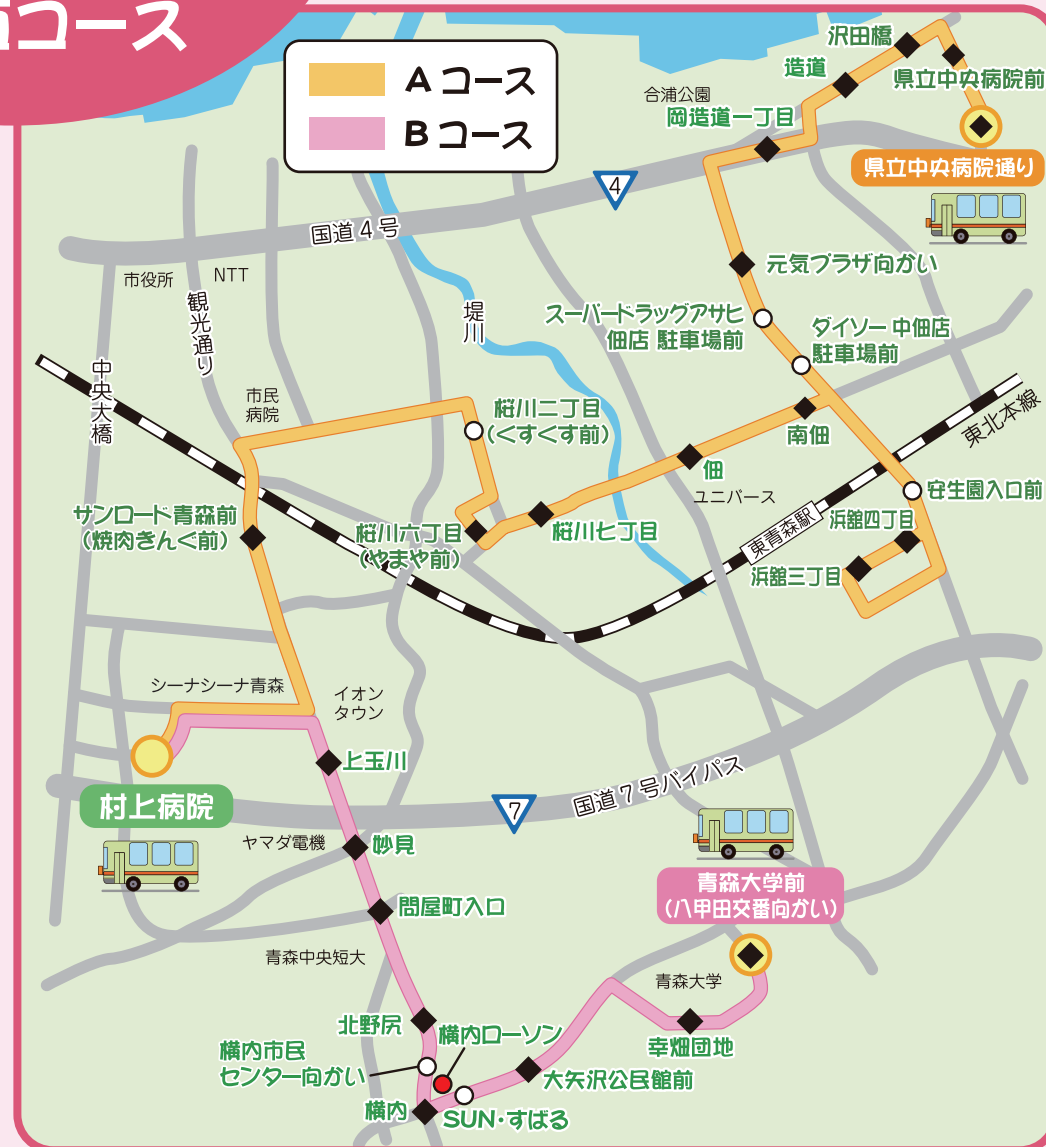 コース
Aコース
Bコース
沢田橋
造道
県立中央病院前
合浦公園
岡造道一丁目
県立中央病院通り
4
国道4号
市役所
NTT
観光通り
堤川
元気プラザ向かい
スーパードラッグアサヒ
佃店 駐車場前
ダイソー 中佃店
駐車場前
中央大橋
市民
病院
桜川二丁目
(くすくす前)
南佃
東北本線
佃
ユニバース
安生園入口前
サンロード青森前
(焼肉きんぐ前)
桜川六丁目
(やまや前)
桜川七丁目
浜舘四丁目
東青森駅
浜舘三丁目
シーナシーナ青森
イオン
タウン
上玉川
国道7号バイパス
7
村上病院
ヤマダ電機
妙見
青森大学前
(八甲田交番向かい)
問屋町入口
青森中央短大
青森大学
北野尻
横内ローソン
幸畑団地
横内市民
センター向かい
大矢沢公民館前
横内
SUN・すばる